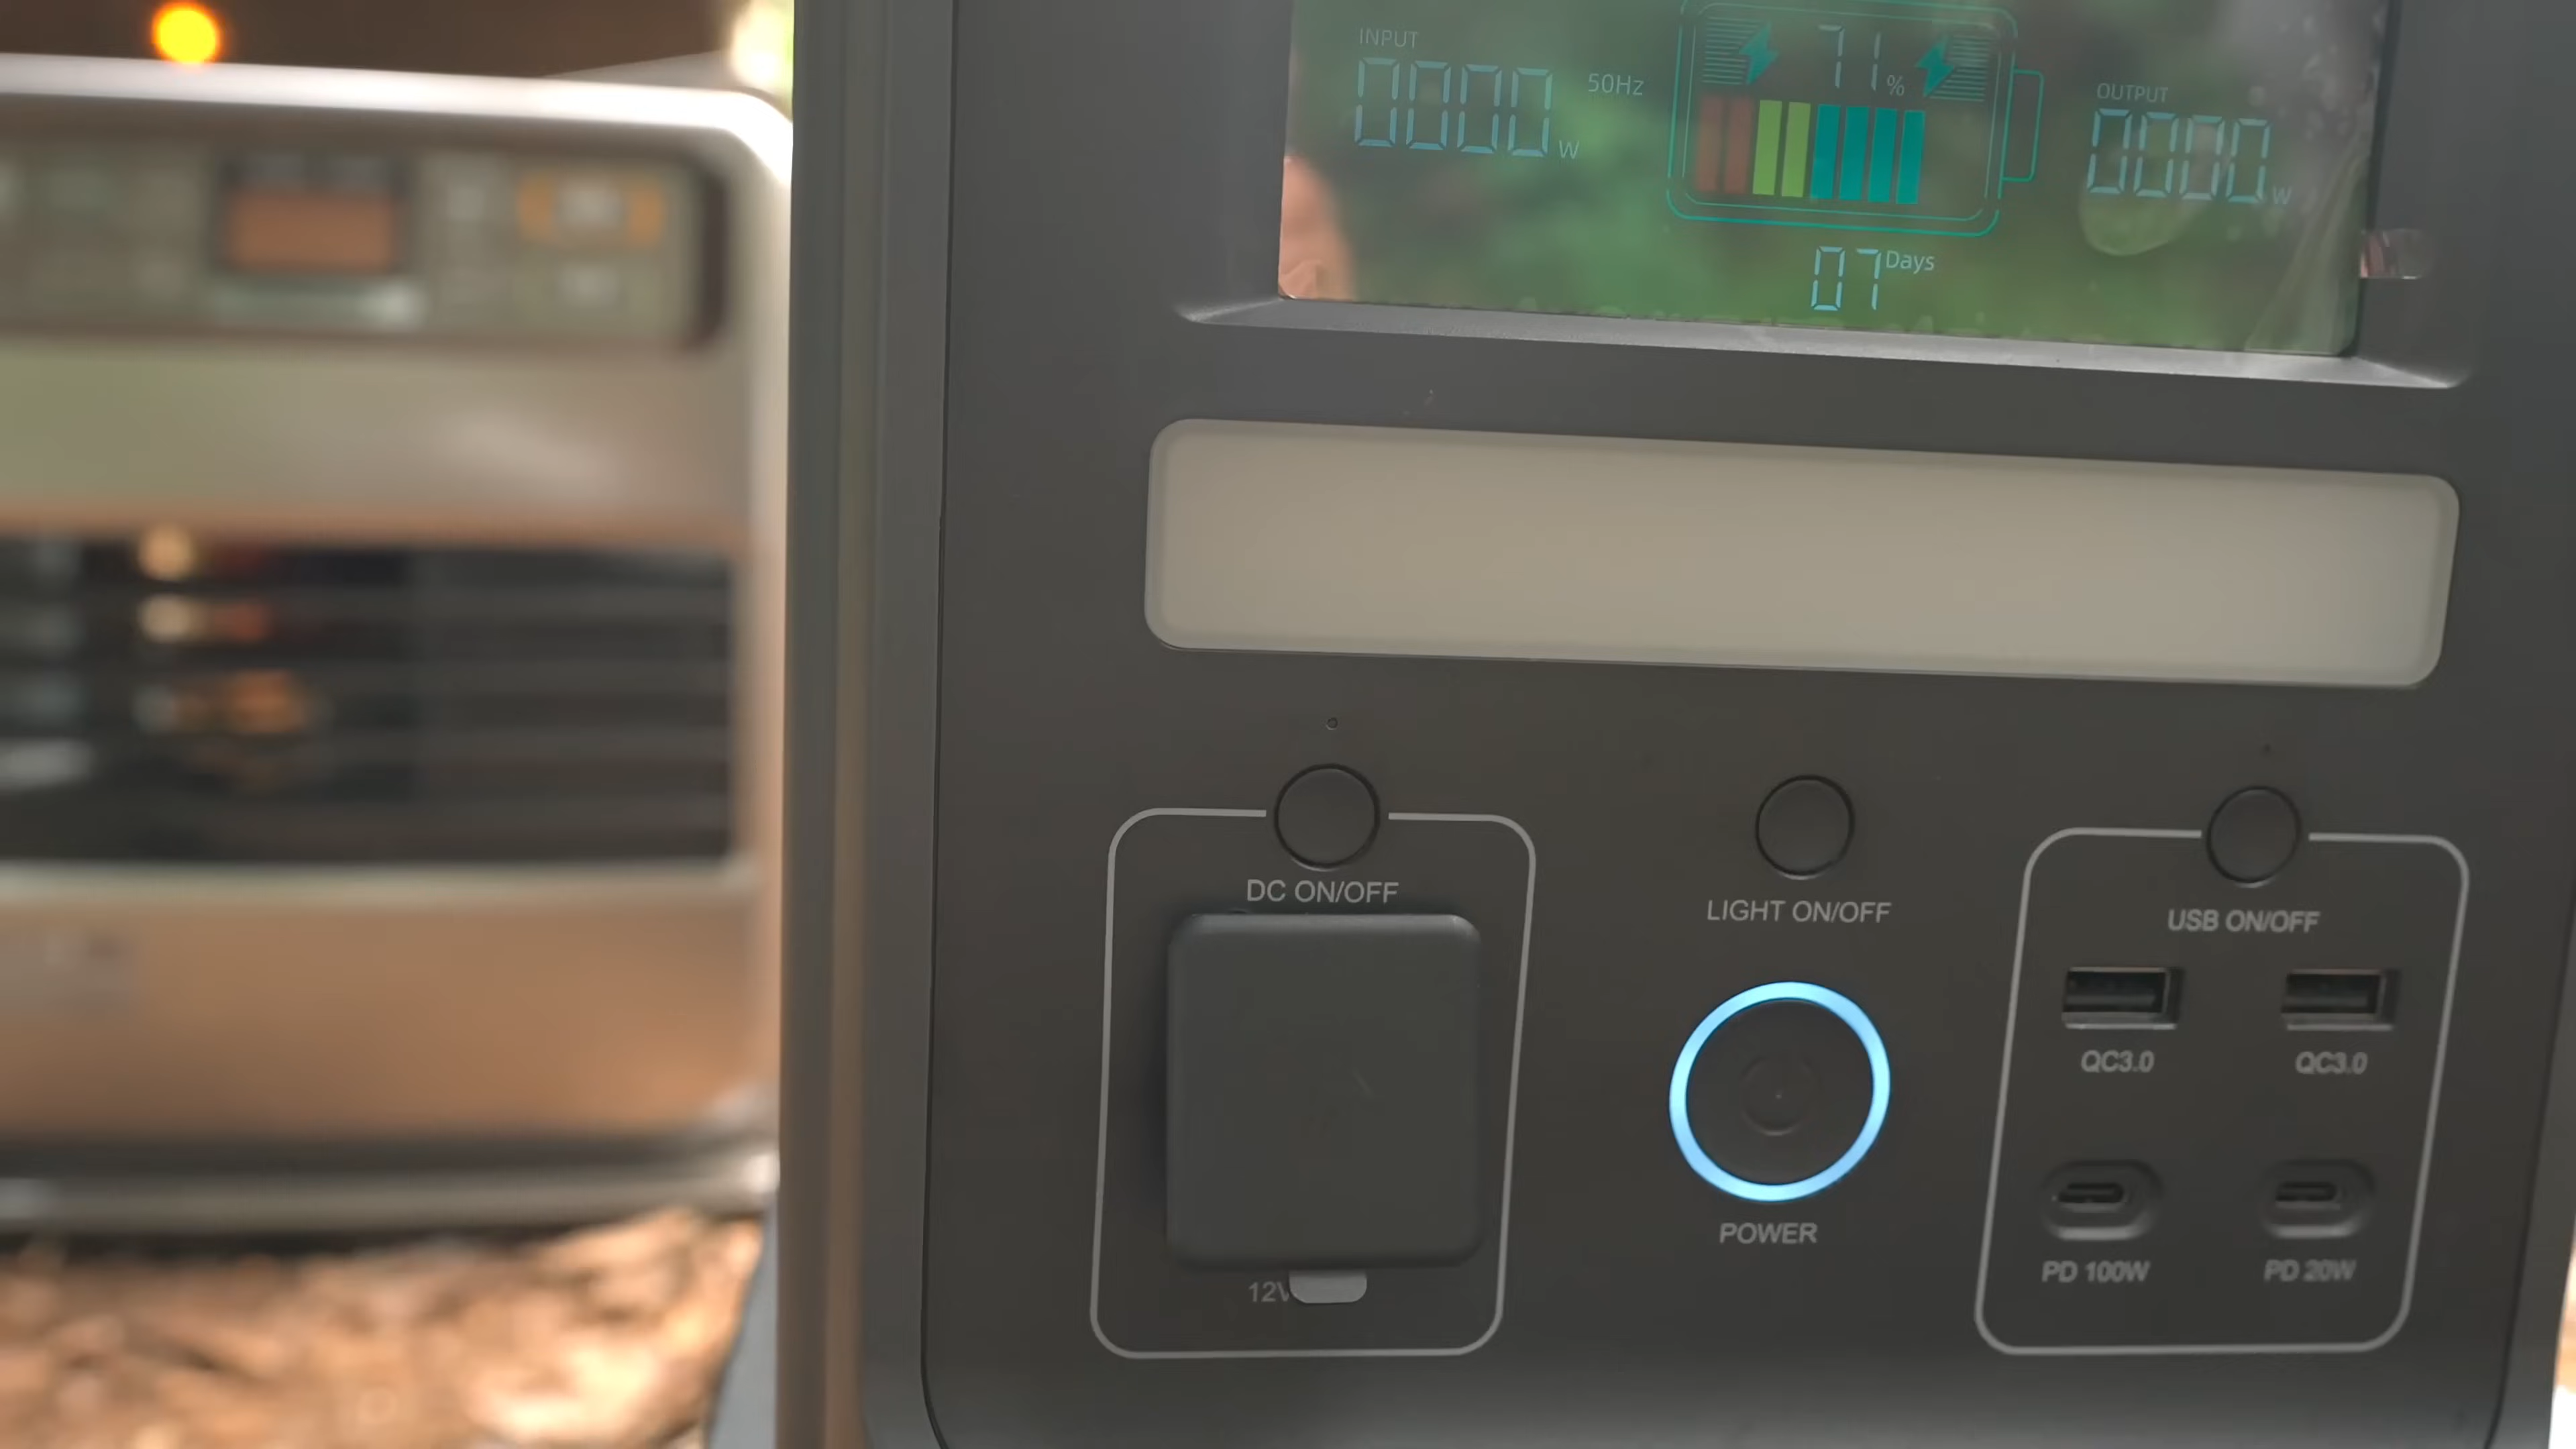 INPUT
0000 W
50Hz
71 %
OUTPUT
0000 W
07 Days
DC ON/OFF
LIGHT ON/OFF
USB ON/OFF
QC3.0
QC3.0
POWER
PD 100W
PD 20W
12V